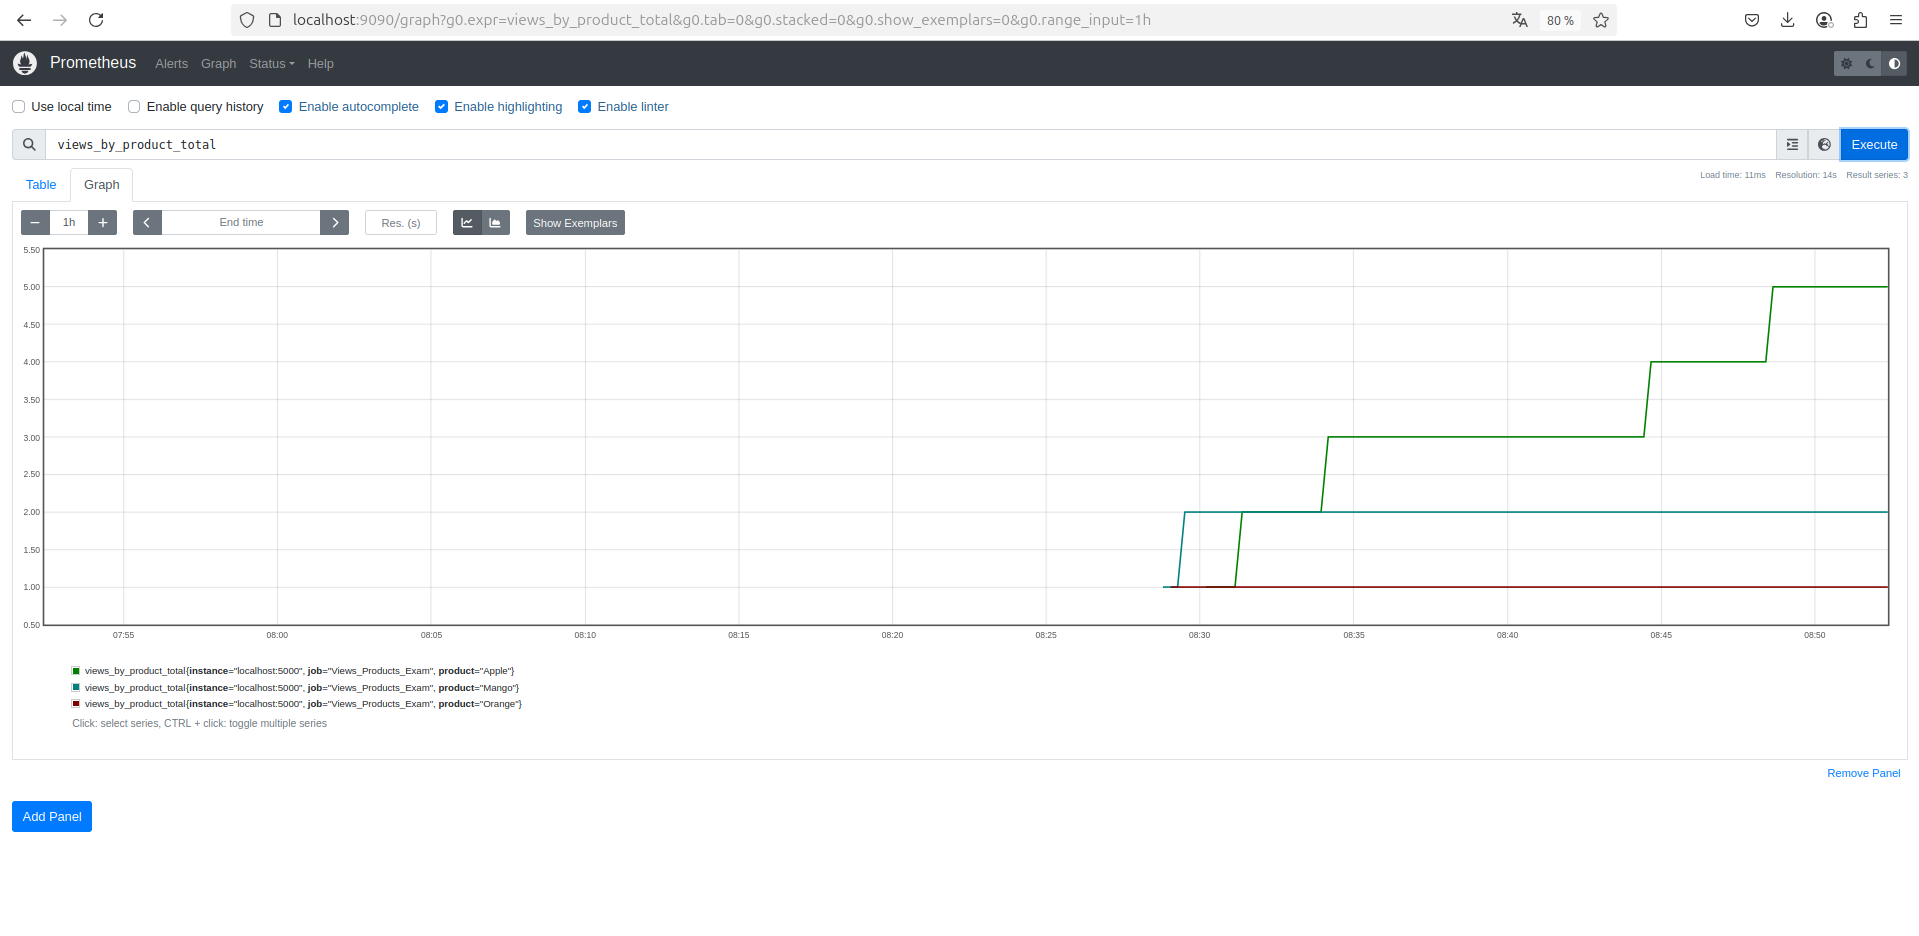 localhost:9090/graph?g0.expr=views_by_product_total&g0.tab=0&g0.stacked=0&g0.show_exemplars=0&g0.range_input=1h 80 %
Prometheus Alerts Graph Status Help
Use local time Enable query history Enable autocomplete Enable highlighting Enable linter
views_by_product_total Execute
Table Graph Load time: 11ms Resolution: 14s Result series: 3
1h End time Res. (s) Show Exemplars
5.50
5.00
4.50
4.00
3.50
3.00
2.50
2.00
1.50
1.00
0.50
07:55 08:00 08:05 08:10 08:15 08:20 08:25 08:30 08:35 08:40 08:45 08:50
views_by_product_total{instance="localhost:5000", job="Views_Products_Exam", product="Apple"}
views_by_product_total{instance="localhost:5000", job="Views_Products_Exam", product="Mango"}
views_by_product_total{instance="localhost:5000", job="Views_Products_Exam", product="Orange"}
Click: select series, CTRL + click: toggle multiple series
Remove Panel
Add Panel